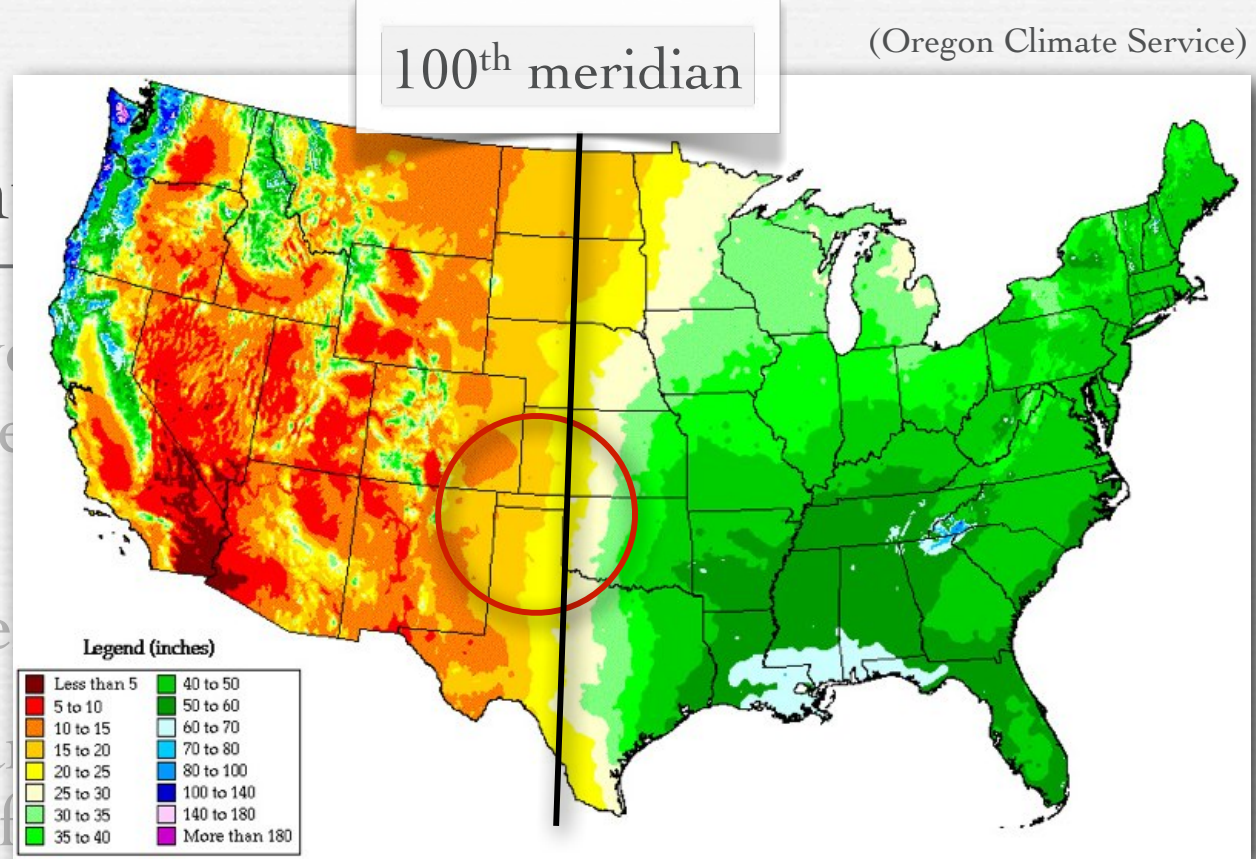 100th meridian
(Oregon Climate Service)
Legend (inches)
Less than 5
5 to 10
10 to 15
15 to 20
20 to 25
25 to 30
30 to 35
35 to 40
40 to 50
50 to 60
60 to 70
70 to 80
80 to 100
100 to 140
140 to 180
More than 180